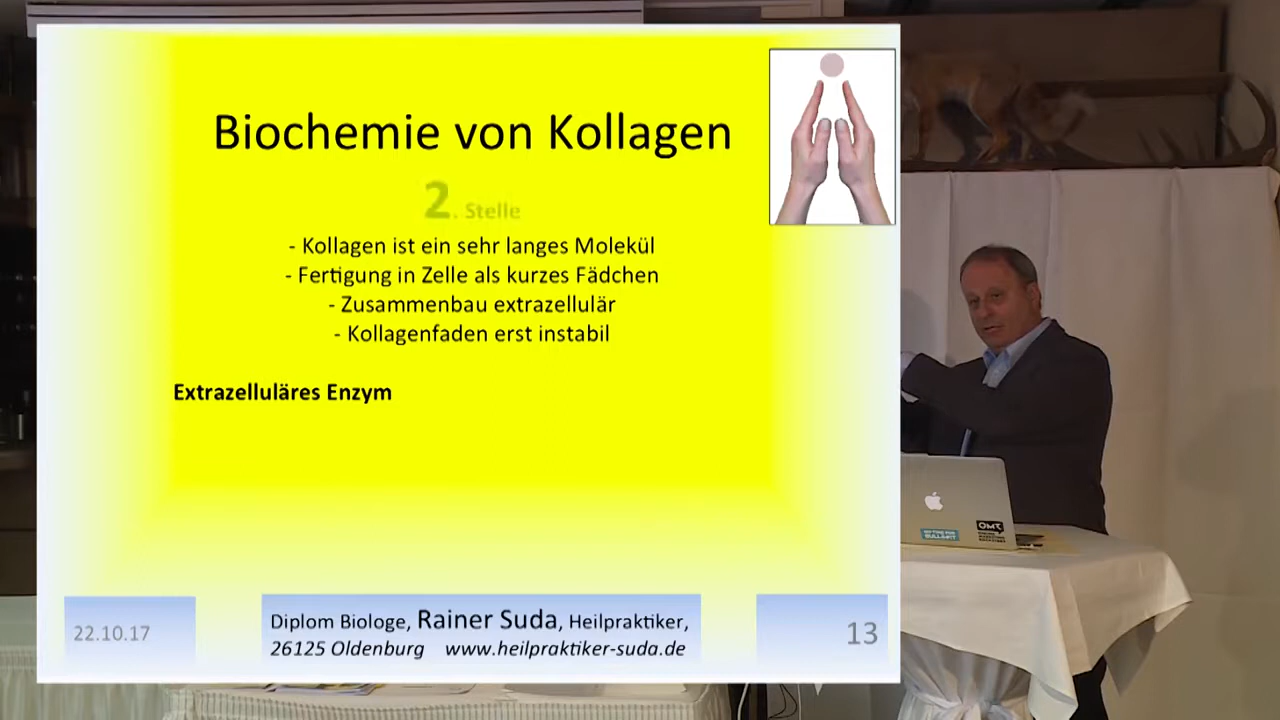 Biochemie von Kollagen
2. Stelle
- Kollagen ist ein sehr langes Molekül
- Fertigung in Zelle als kurzes Fädchen
- Zusammenbau extrazellulär
- Kollagenfaden erst instabil
Extrazelluläres Enzym
22.10.17
Diplom Biologe, Rainer Suda, Heilpraktiker,
26125 Oldenburg www.heilpraktiker-suda.de
13
OMT